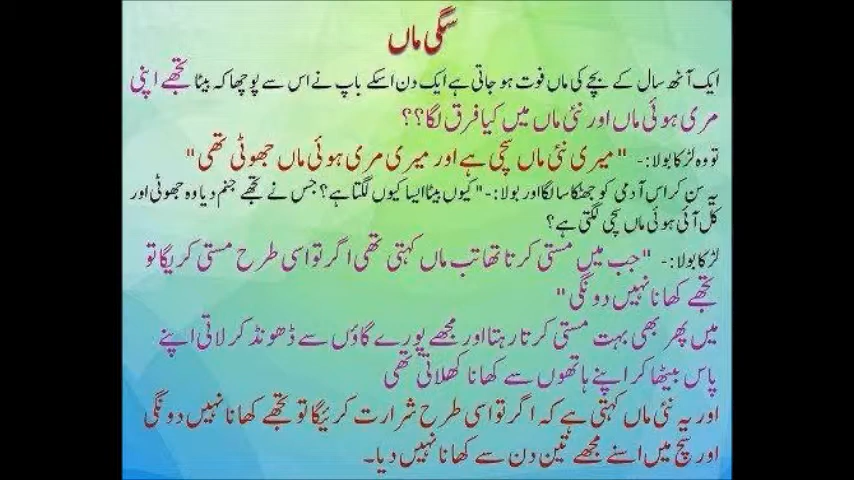 سگی ماں
ایک آٹھ سال کے بچے کی ماں فوت ہو جاتی ہے ایک دن اسکے باپ نے اس سے پوچھا کہ بیٹا تجھے اپنی
مری ہوئی ماں اور نئی ماں میں کیا فرق لگا؟؟
تو وہ لڑکا بولا:- "میری نئی ماں سچی ہے اور میری مری ہوئی ماں جھوٹی تھی"
یہ سن کر اس آدمی کو جھٹکا سا لگا اور بولا:-"کیوں بیٹا ایسا کیوں لگتا ہے؟ جس نے تجھے جنم دیا وہ جھوٹی اور
کل آئی ہوئی ماں سچی لگتی ہے؟
لڑکا بولا:- "جب میں مستی کرتا تھا تب ماں کہتی تھی اگر تو اسی طرح مستی کریگا تو
تجھے کھانا نہیں دونگی"
میں پھر بھی بہت مستی کرتا رہتا اور مجھے پورے گاؤں سے ڈھونڈ کر لاتی اپنے
پاس بیٹھا کر اپنے ہاتھوں سے کھانا کھلاتی تھی
اور یہ نئی ماں کہتی ہے کہ اگر تو اسی طرح شرارت کرئیگا تو تجھے کھانا نہیں دونگی
اور سچ میں اسنے مجھے تین دن سے کھانا نہیں دیا۔